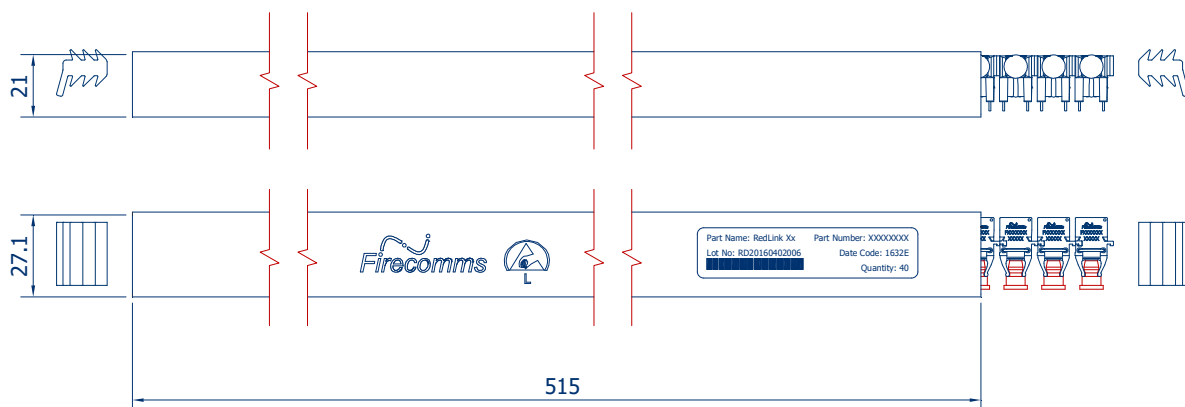 21
27.1
Firecomms
L
Part Name: RedLink Xx Part Number: XXXXXXXX
Lot No: RD20160402006 Date Code: 1632E
Quantity: 40
515